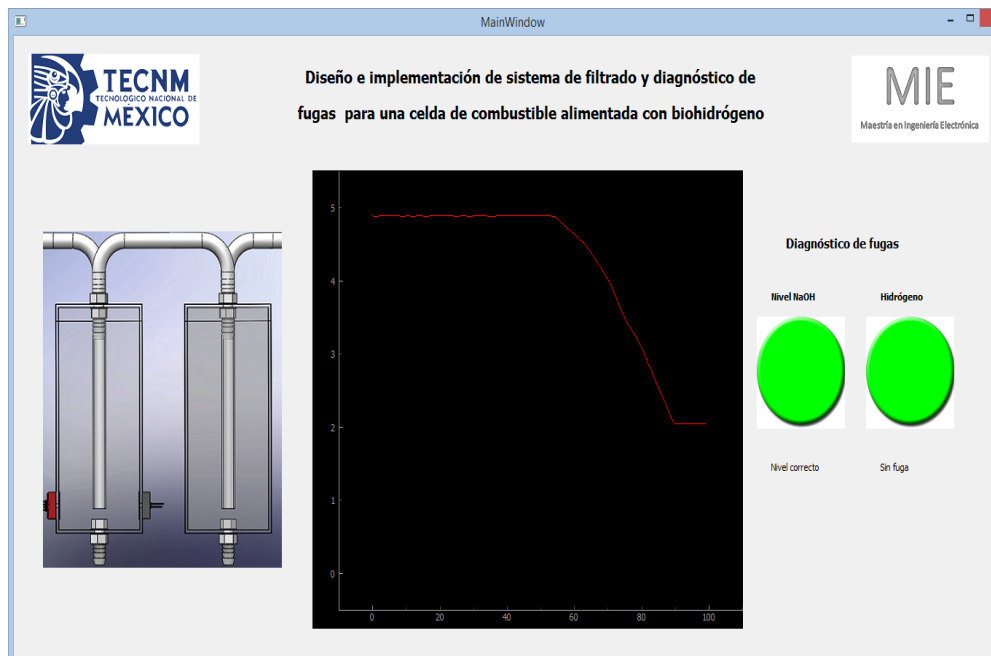 MainWindow
TECNM
TECNOLÓGICO NACIONAL DE
MÉXICO
Diseño e implementación de sistema de filtrado y diagnóstico de
fugas para una celda de combustible alimentada con biohidrógeno
MIE
Maestría en Ingeniería Electrónica
5
4
3
2
1
0
0 20 40 60 80 100
Diagnóstico de fugas
Nivel NaOH Hidrógeno
Nivel correcto Sin fuga